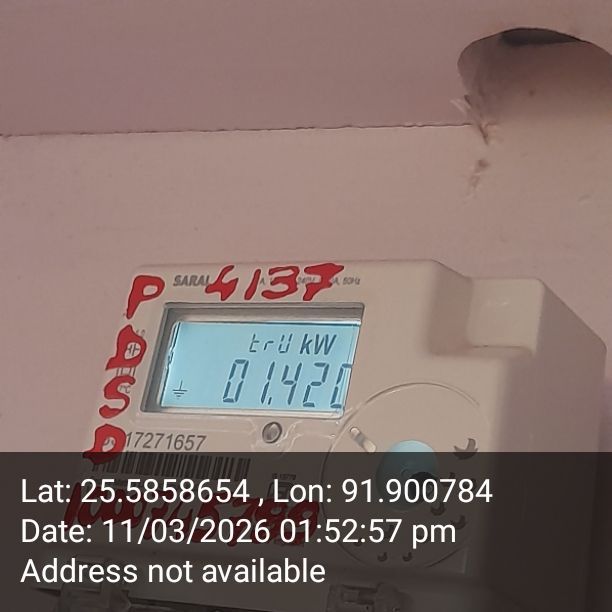 SARAL
4137
PBSD
trU kW
01.420
17271657
Lat: 25.5858654 , Lon: 91.900784
Date: 11/03/2026 01:52:57 pm
Address not available